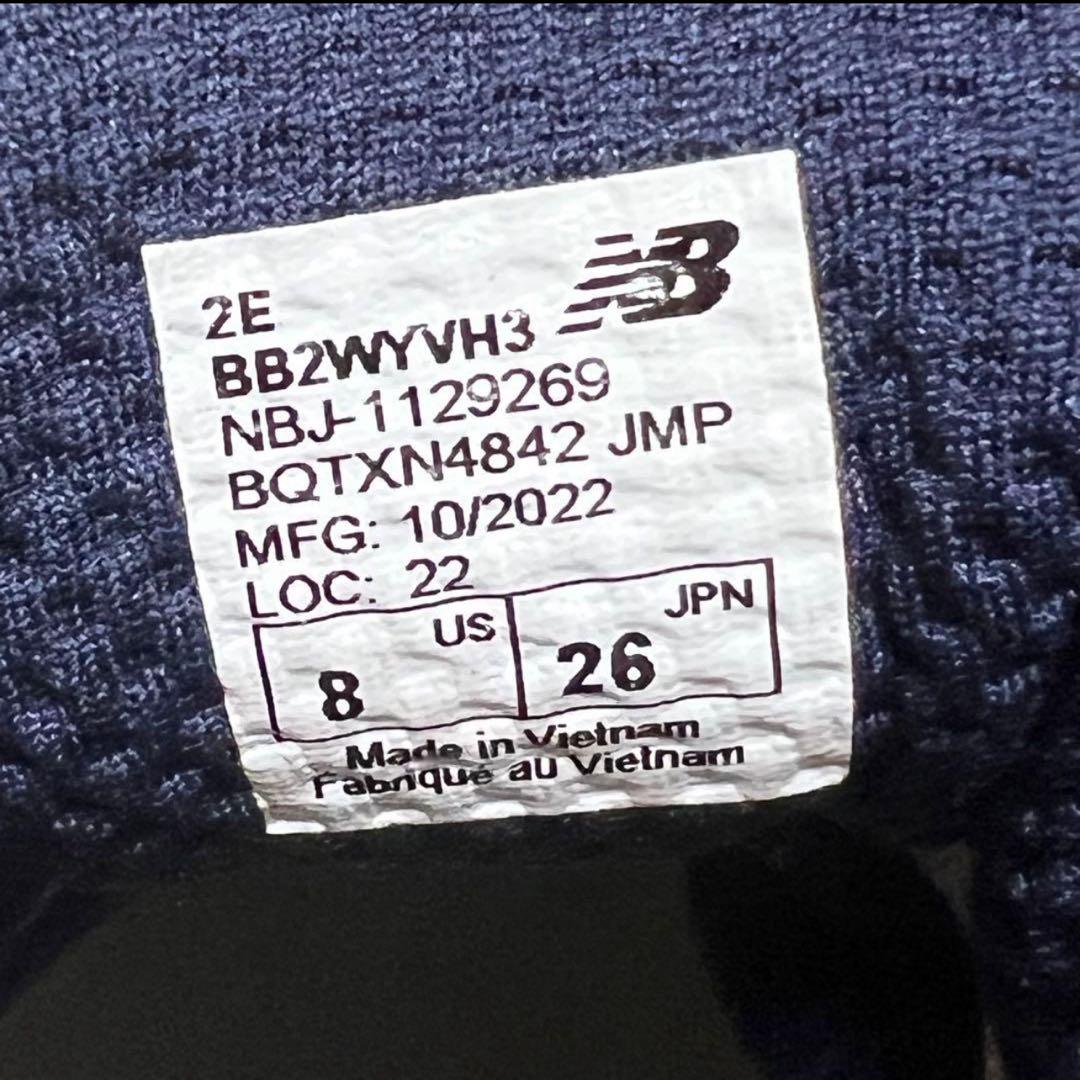 2E
BB2WYVH3
NBJ-1129269
BQTXN4842 JMP
MFG: 10/2022
LOC: 22
US
8
JPN
26
Made in Vietnam
Fabriqué au Vietnam